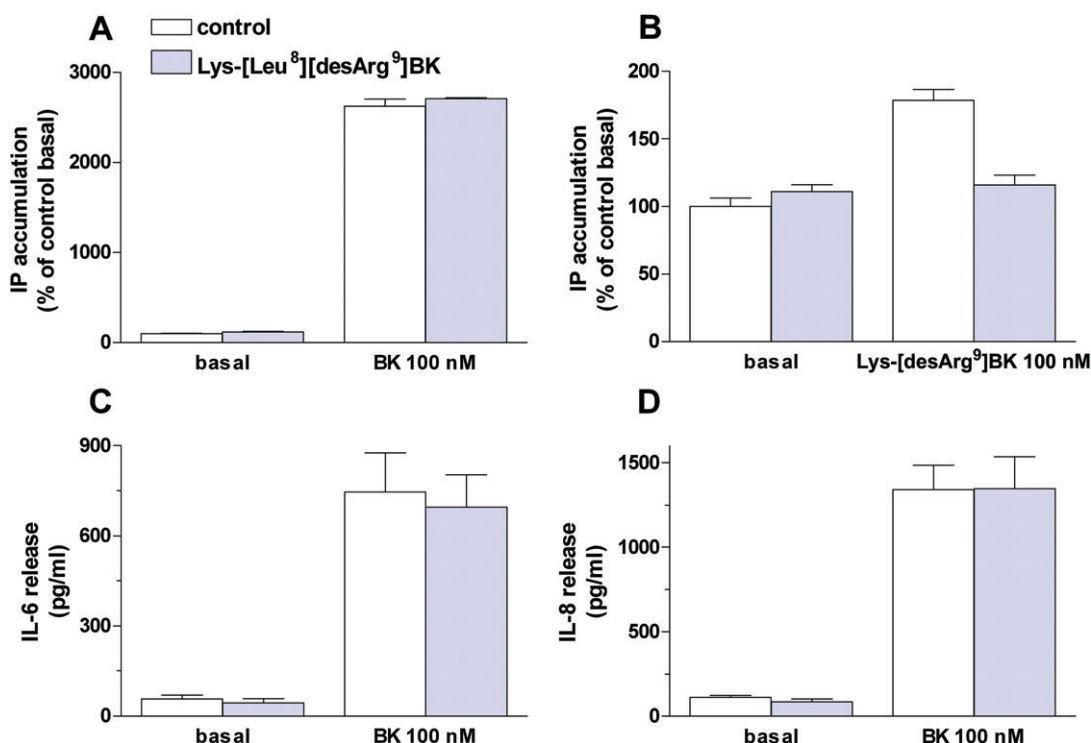 A
control
Lys-[Leu⁸][desArg⁹]BK
IP accumulation
(% of control basal)
3000
2000
1000
0
basal
BK 100 nM
B
IP accumulation
(% of control basal)
200
150
100
50
0
basal
Lys-[desArg⁹]BK 100 nM
C
IL-6 release
(pg/ml)
900
600
300
0
basal
BK 100 nM
D
IL-8 release
(pg/ml)
1500
1000
500
0
basal
BK 100 nM